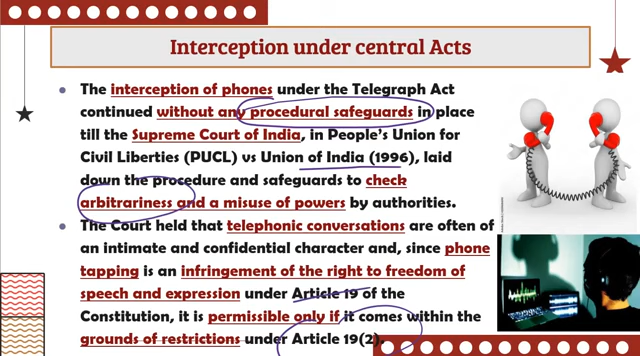 Interception under central Acts
The interception of phones under the Telegraph Act
continued without any procedural safeguards in place
till the Supreme Court of India, in People's Union for
Civil Liberties (PUCL) vs Union of India (1996), laid
down the procedure and safeguards to check
arbitrariness and a misuse of powers by authorities.
The Court held that telephonic conversations are often of
an intimate and confidential character and, since phone
tapping is an infringement of the right to freedom of
speech and expression under Article 19 of the
Constitution, it is permissible only if it comes within the
grounds of restrictions under Article 19(2).